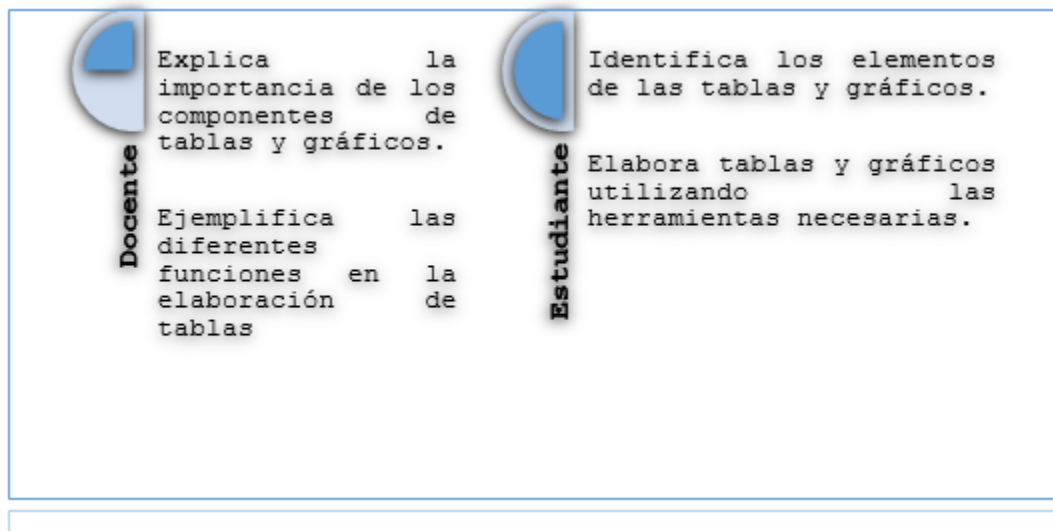 Docente
Explica la
importancia de los
componentes de
tablas y gráficos.
Ejemplifica las
diferentes
funciones en la
elaboración de
tablas
Estudiante
Identifica los elementos
de las tablas y gráficos.
Elabora tablas y gráficos
utilizando las
herramientas necesarias.